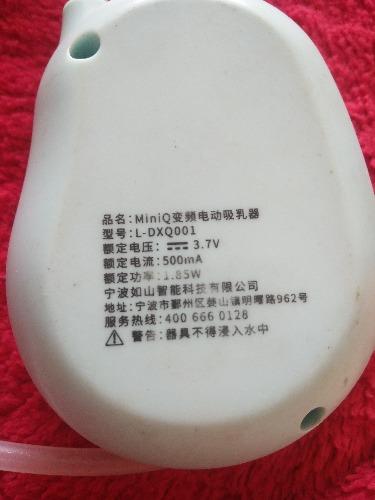 品名: MiniQ变频电动吸乳器
型号: L-DXQ001
额定电压: ⎓ 3.7V
额定电流: 500mA
额定功率: 1.85W
宁波如山智能科技有限公司
地址: 宁波市鄞州区姜山镇明曙路962号
服务热线: 400 666 0128
⚠ 警告: 器具不得浸入水中